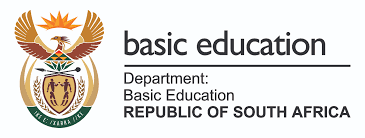 basic education
Department:
Basic Education
REPUBLIC OF SOUTH AFRICA